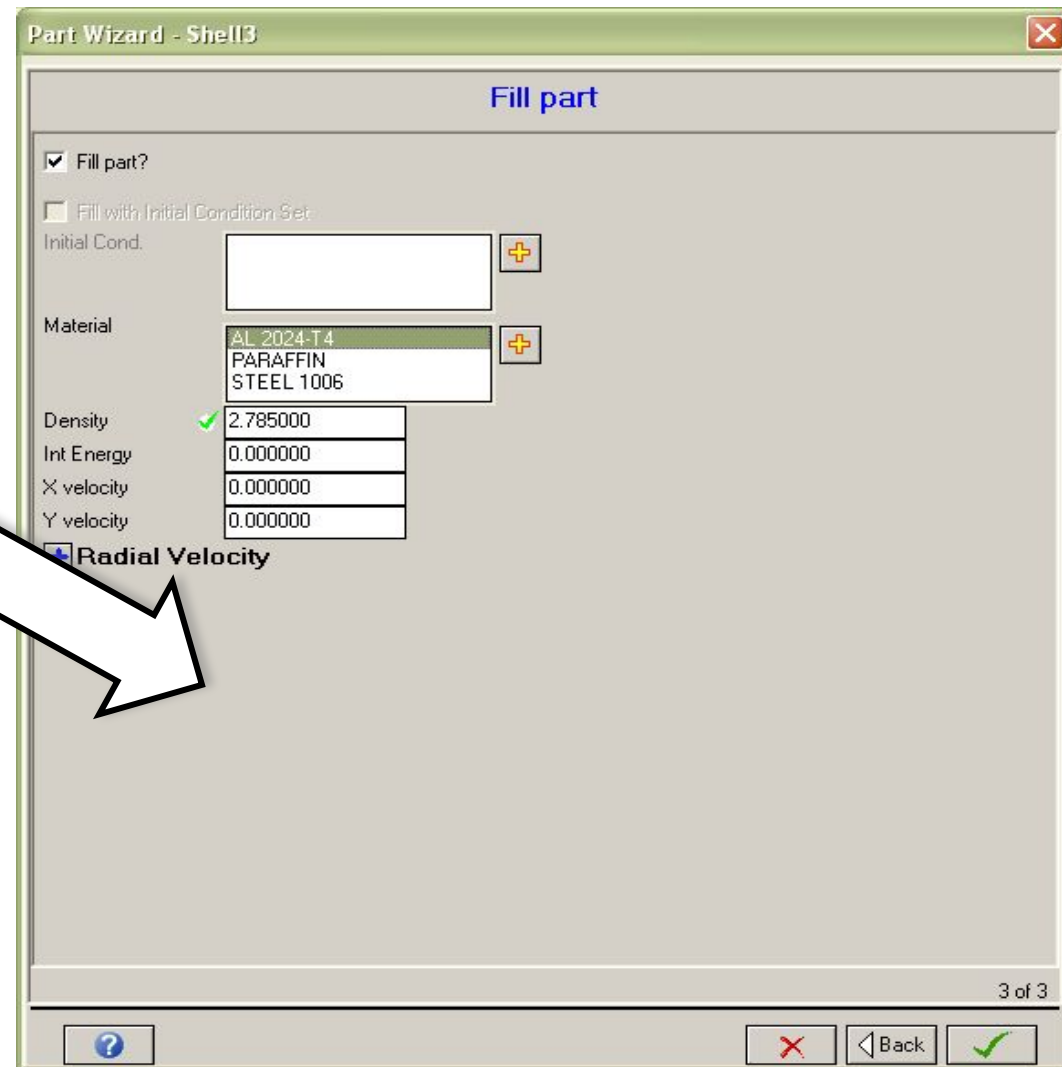 Part Wizard - Shell3
Fill part
Fill part?
Fill with Initial Condition Set
Initial Cond.
Material
AL 2024-T4
PARAFFIN
STEEL 1006
Density 2.785000
Int Energy 0.000000
X velocity 0.000000
Y velocity 0.000000
Radial Velocity
3 of 3
Back